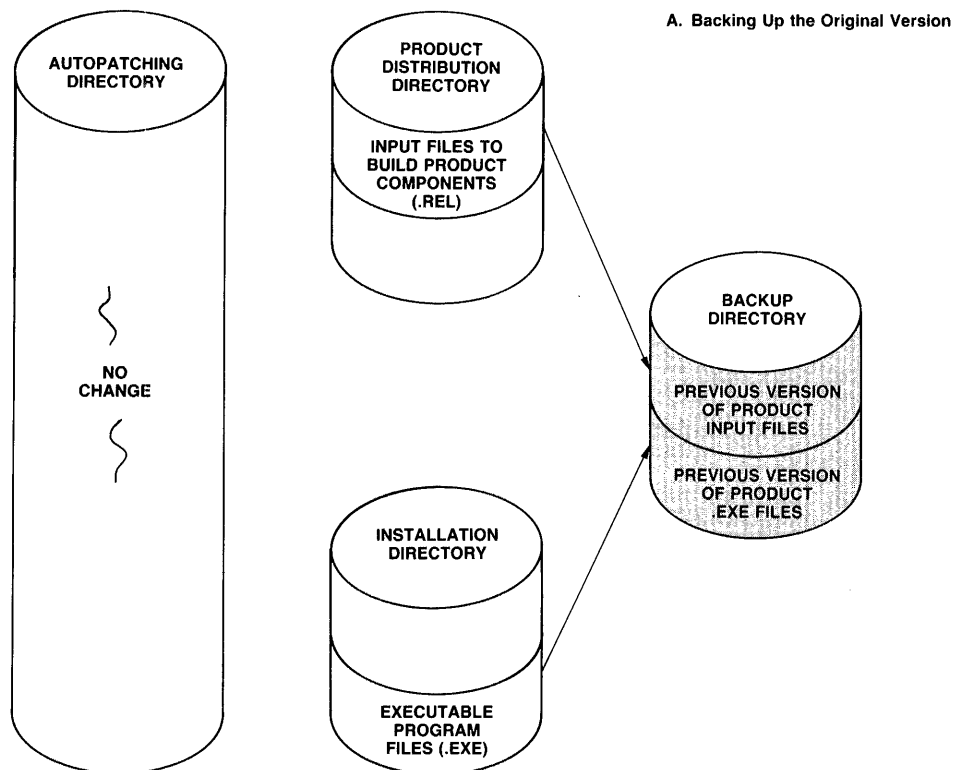 A. Backing Up the Original Version
AUTOPATCHING
DIRECTORY
NO
CHANGE
PRODUCT
DISTRIBUTION
DIRECTORY
INPUT FILES TO
BUILD PRODUCT
COMPONENTS
(.REL)
INSTALLATION
DIRECTORY
EXECUTABLE
PROGRAM
FILES (.EXE)
BACKUP
DIRECTORY
PREVIOUS VERSION
OF PRODUCT
INPUT FILES
PREVIOUS VERSION
OF PRODUCT
.EXE FILES